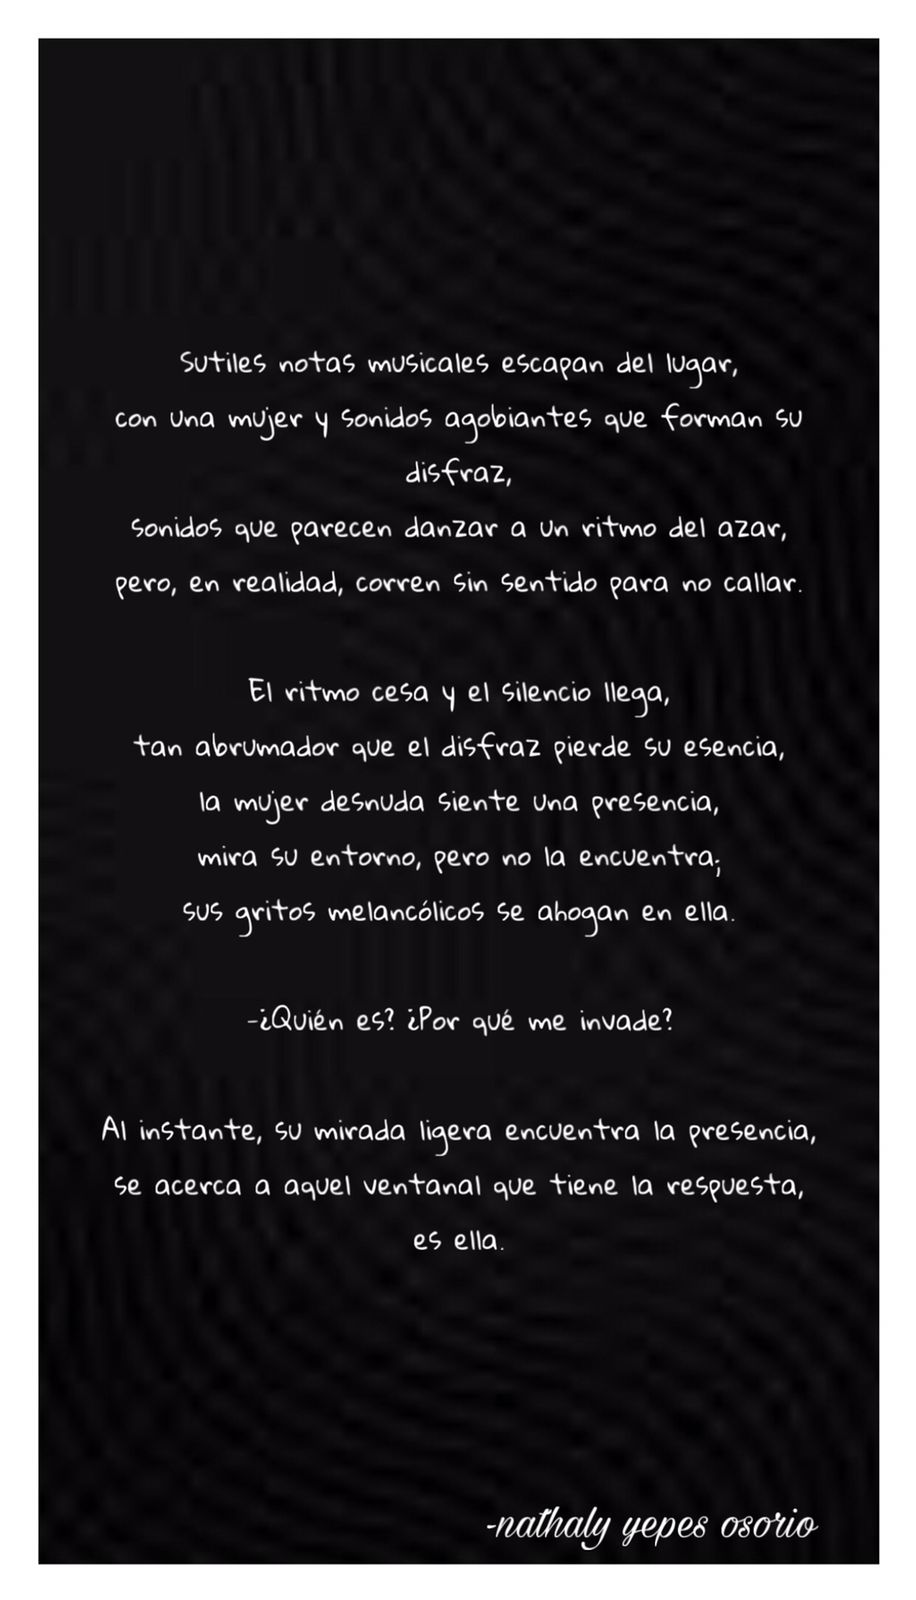 Sutiles notas musicales escapan del lugar,
con una mujer y sonidos agobiantes que forman su
disfraz,
sonidos que parecen danzar a un ritmo del azar,
pero, en realidad, corren sin sentido para no callar.
El ritmo cesa y el silencio llega,
tan abrumador que el disfraz pierde su esencia,
la mujer desnuda siente una presencia,
mira su entorno, pero no la encuentra;
sus gritos melancólicos se ahogan en ella.
-¿Quién es? ¿Por qué me invade?
Al instante, su mirada ligera encuentra la presencia,
se acerca a aquel ventanal que tiene la respuesta,
es ella.
-nathaly yepes osorio